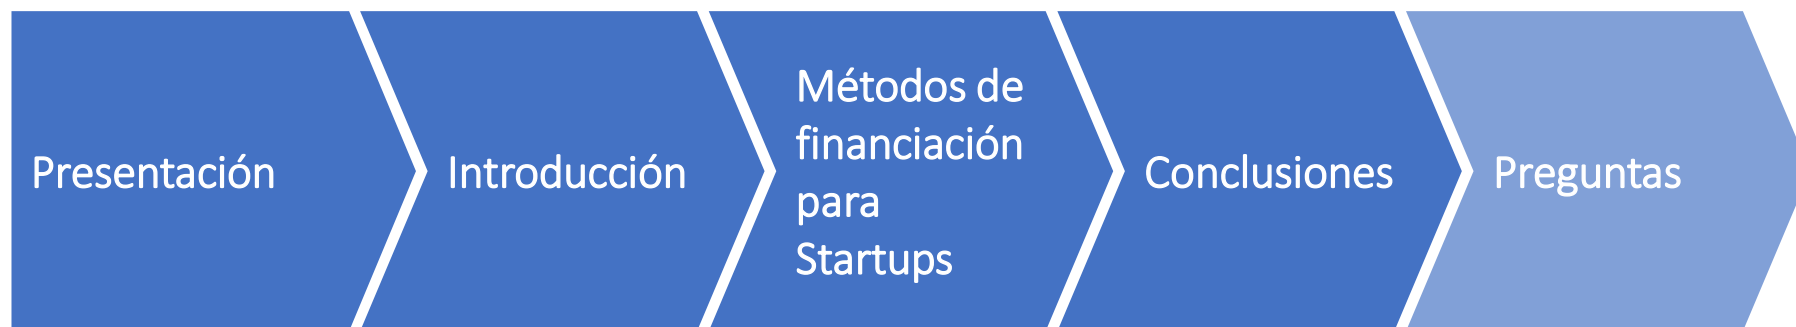 Presentación
Introducción
Métodos de
financiación
para
Startups
Conclusiones
Preguntas